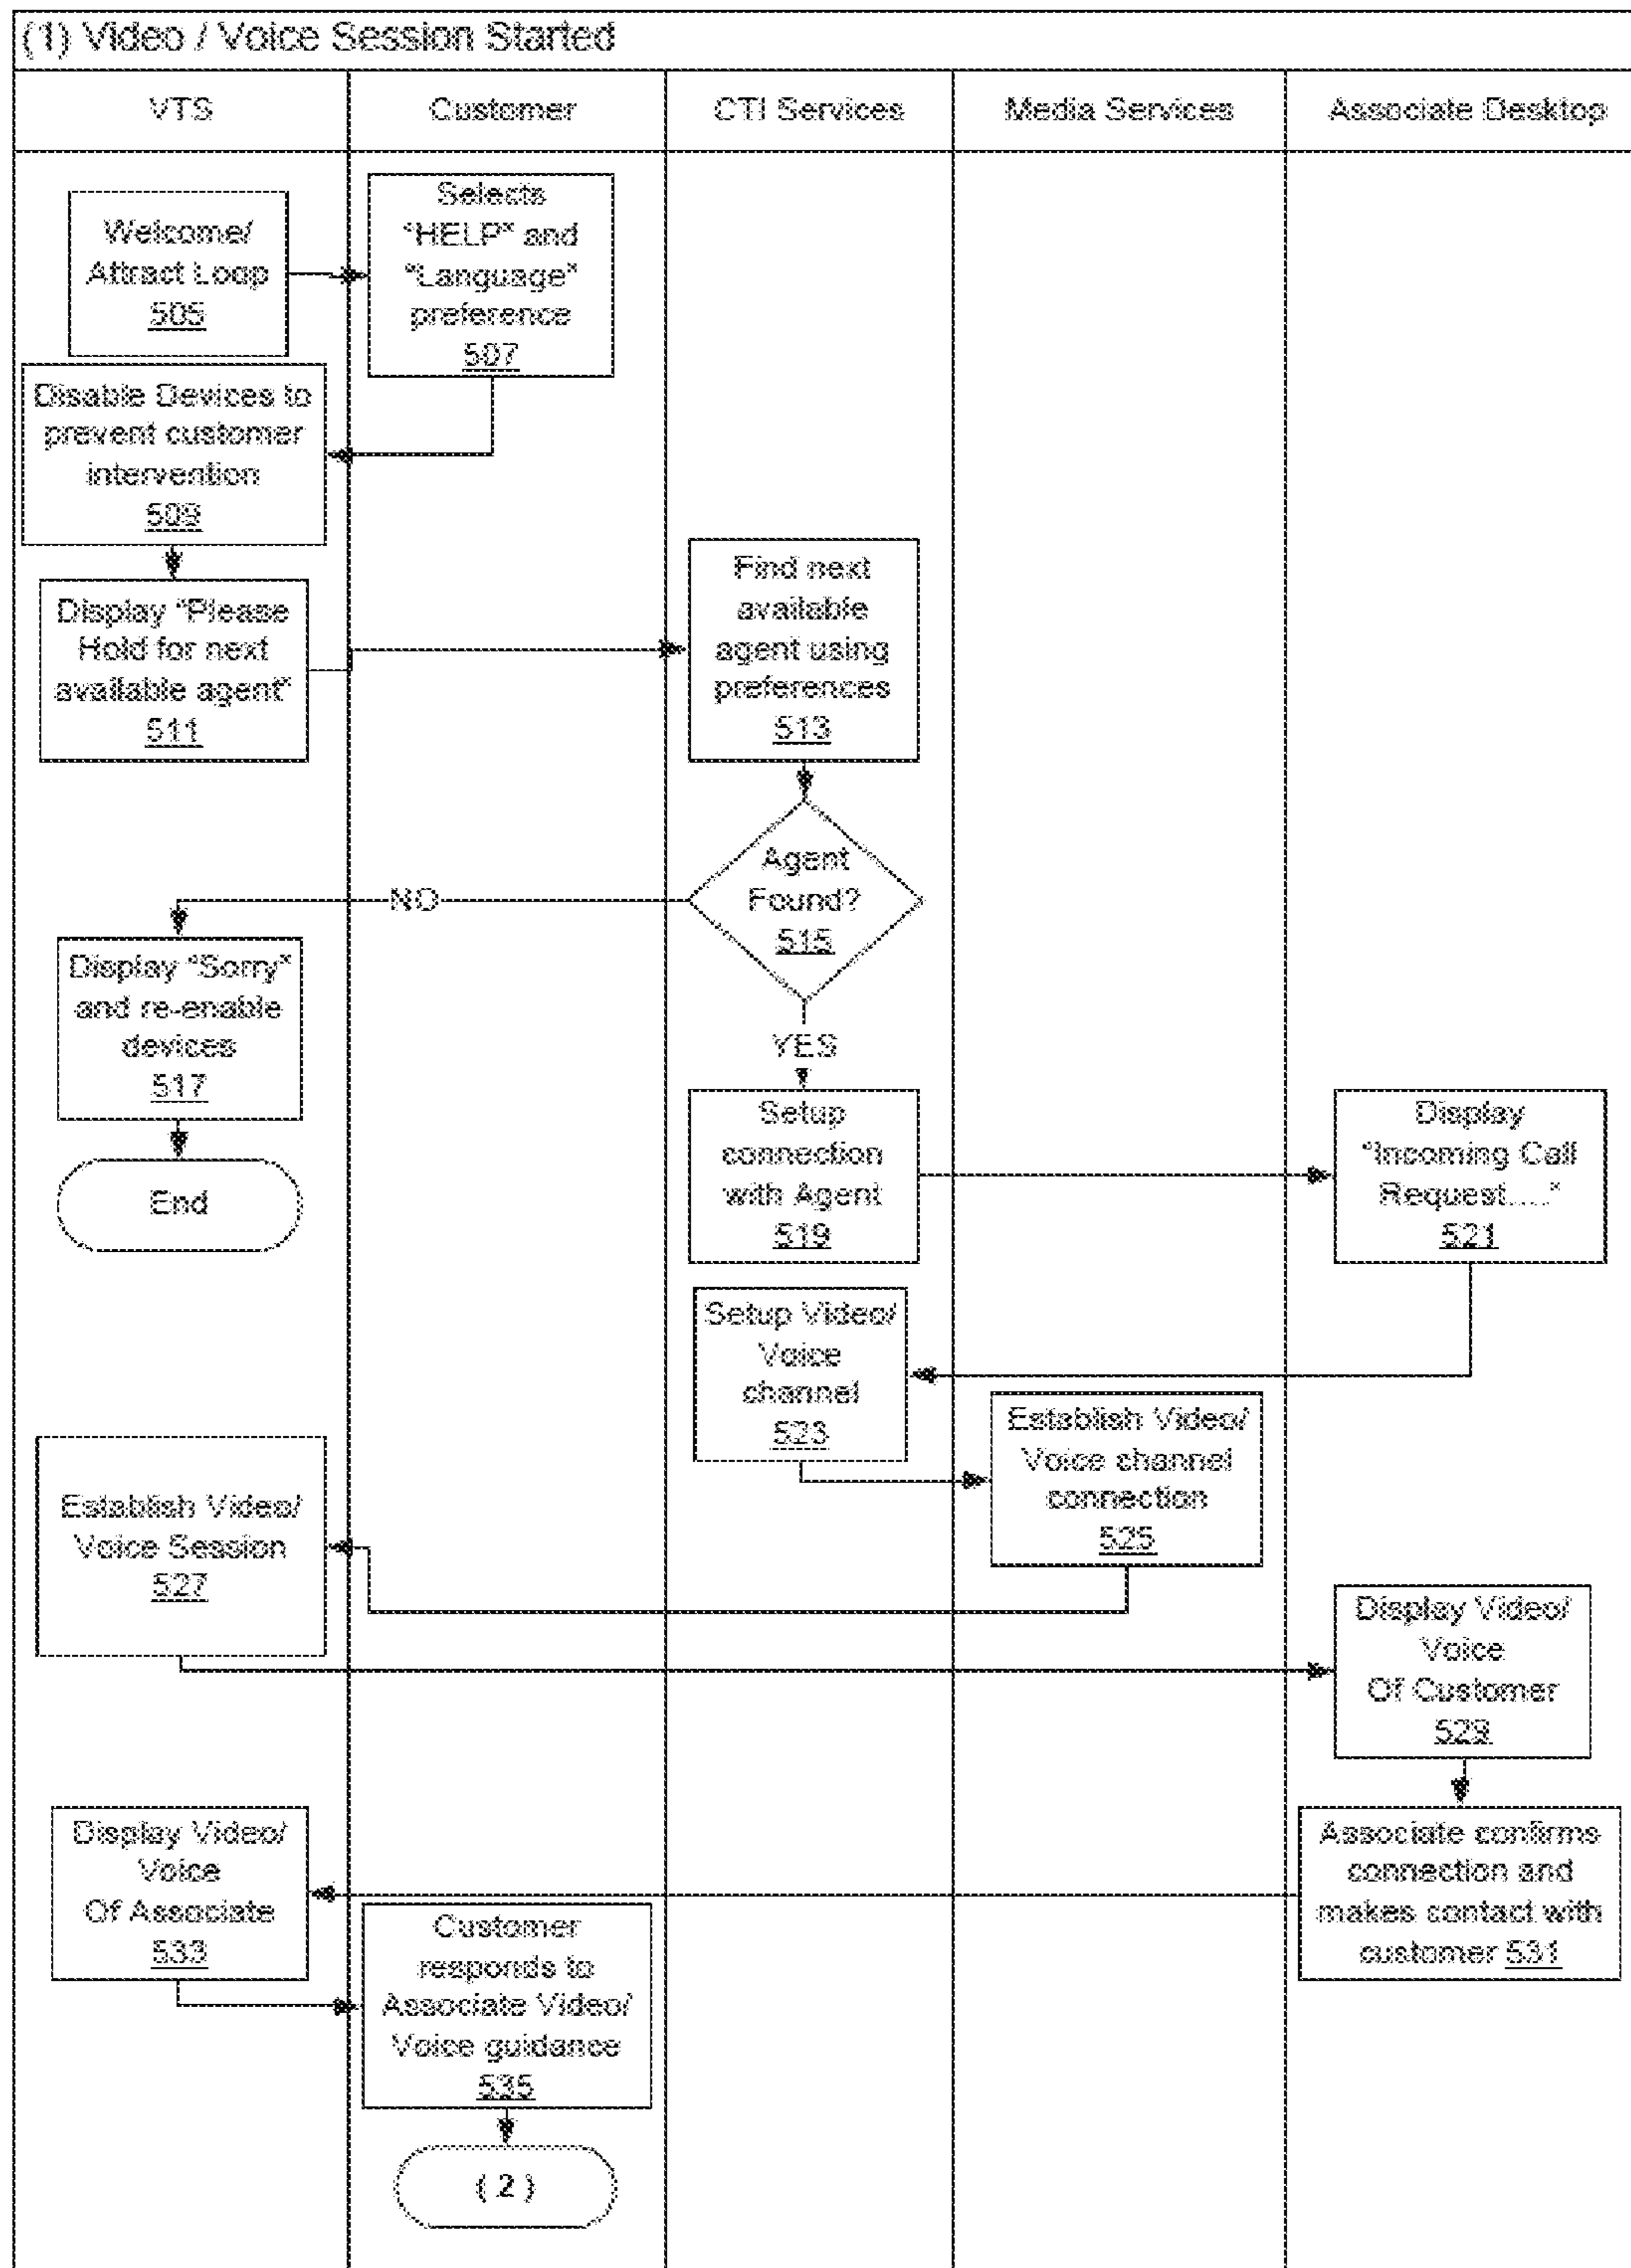 (1) Video / Voice Session Started
VTS
Customer
CTI Services
Media Services
Associate Desktop
Welcome/
Attract Loop
505
Selects
"HELP" and
"Language"
preference
507
Disable Devices to
prevent customer
intervention
509
Display "Please
Hold for next
available agent"
511
Find next
available
agent using
preferences
513
Agent
Found?
515
NO
Display "Sorry"
and re-enable
devices
517
End
YES
Setup
connection
with Agent
519
Display
"Incoming Call
Request....."
521
Setup Video/
Voice
channel
523
Establish Video/
Voice channel
connection
525
Establish Video/
Voice Session
527
Display Video/
Voice
Of Customer
529
Associate confirms
connection and
makes contact with
customer 531
Display Video/
Voice
Of Associate
533
Customer
responds to
Associate Video/
Voice guidance
535
( 2 )